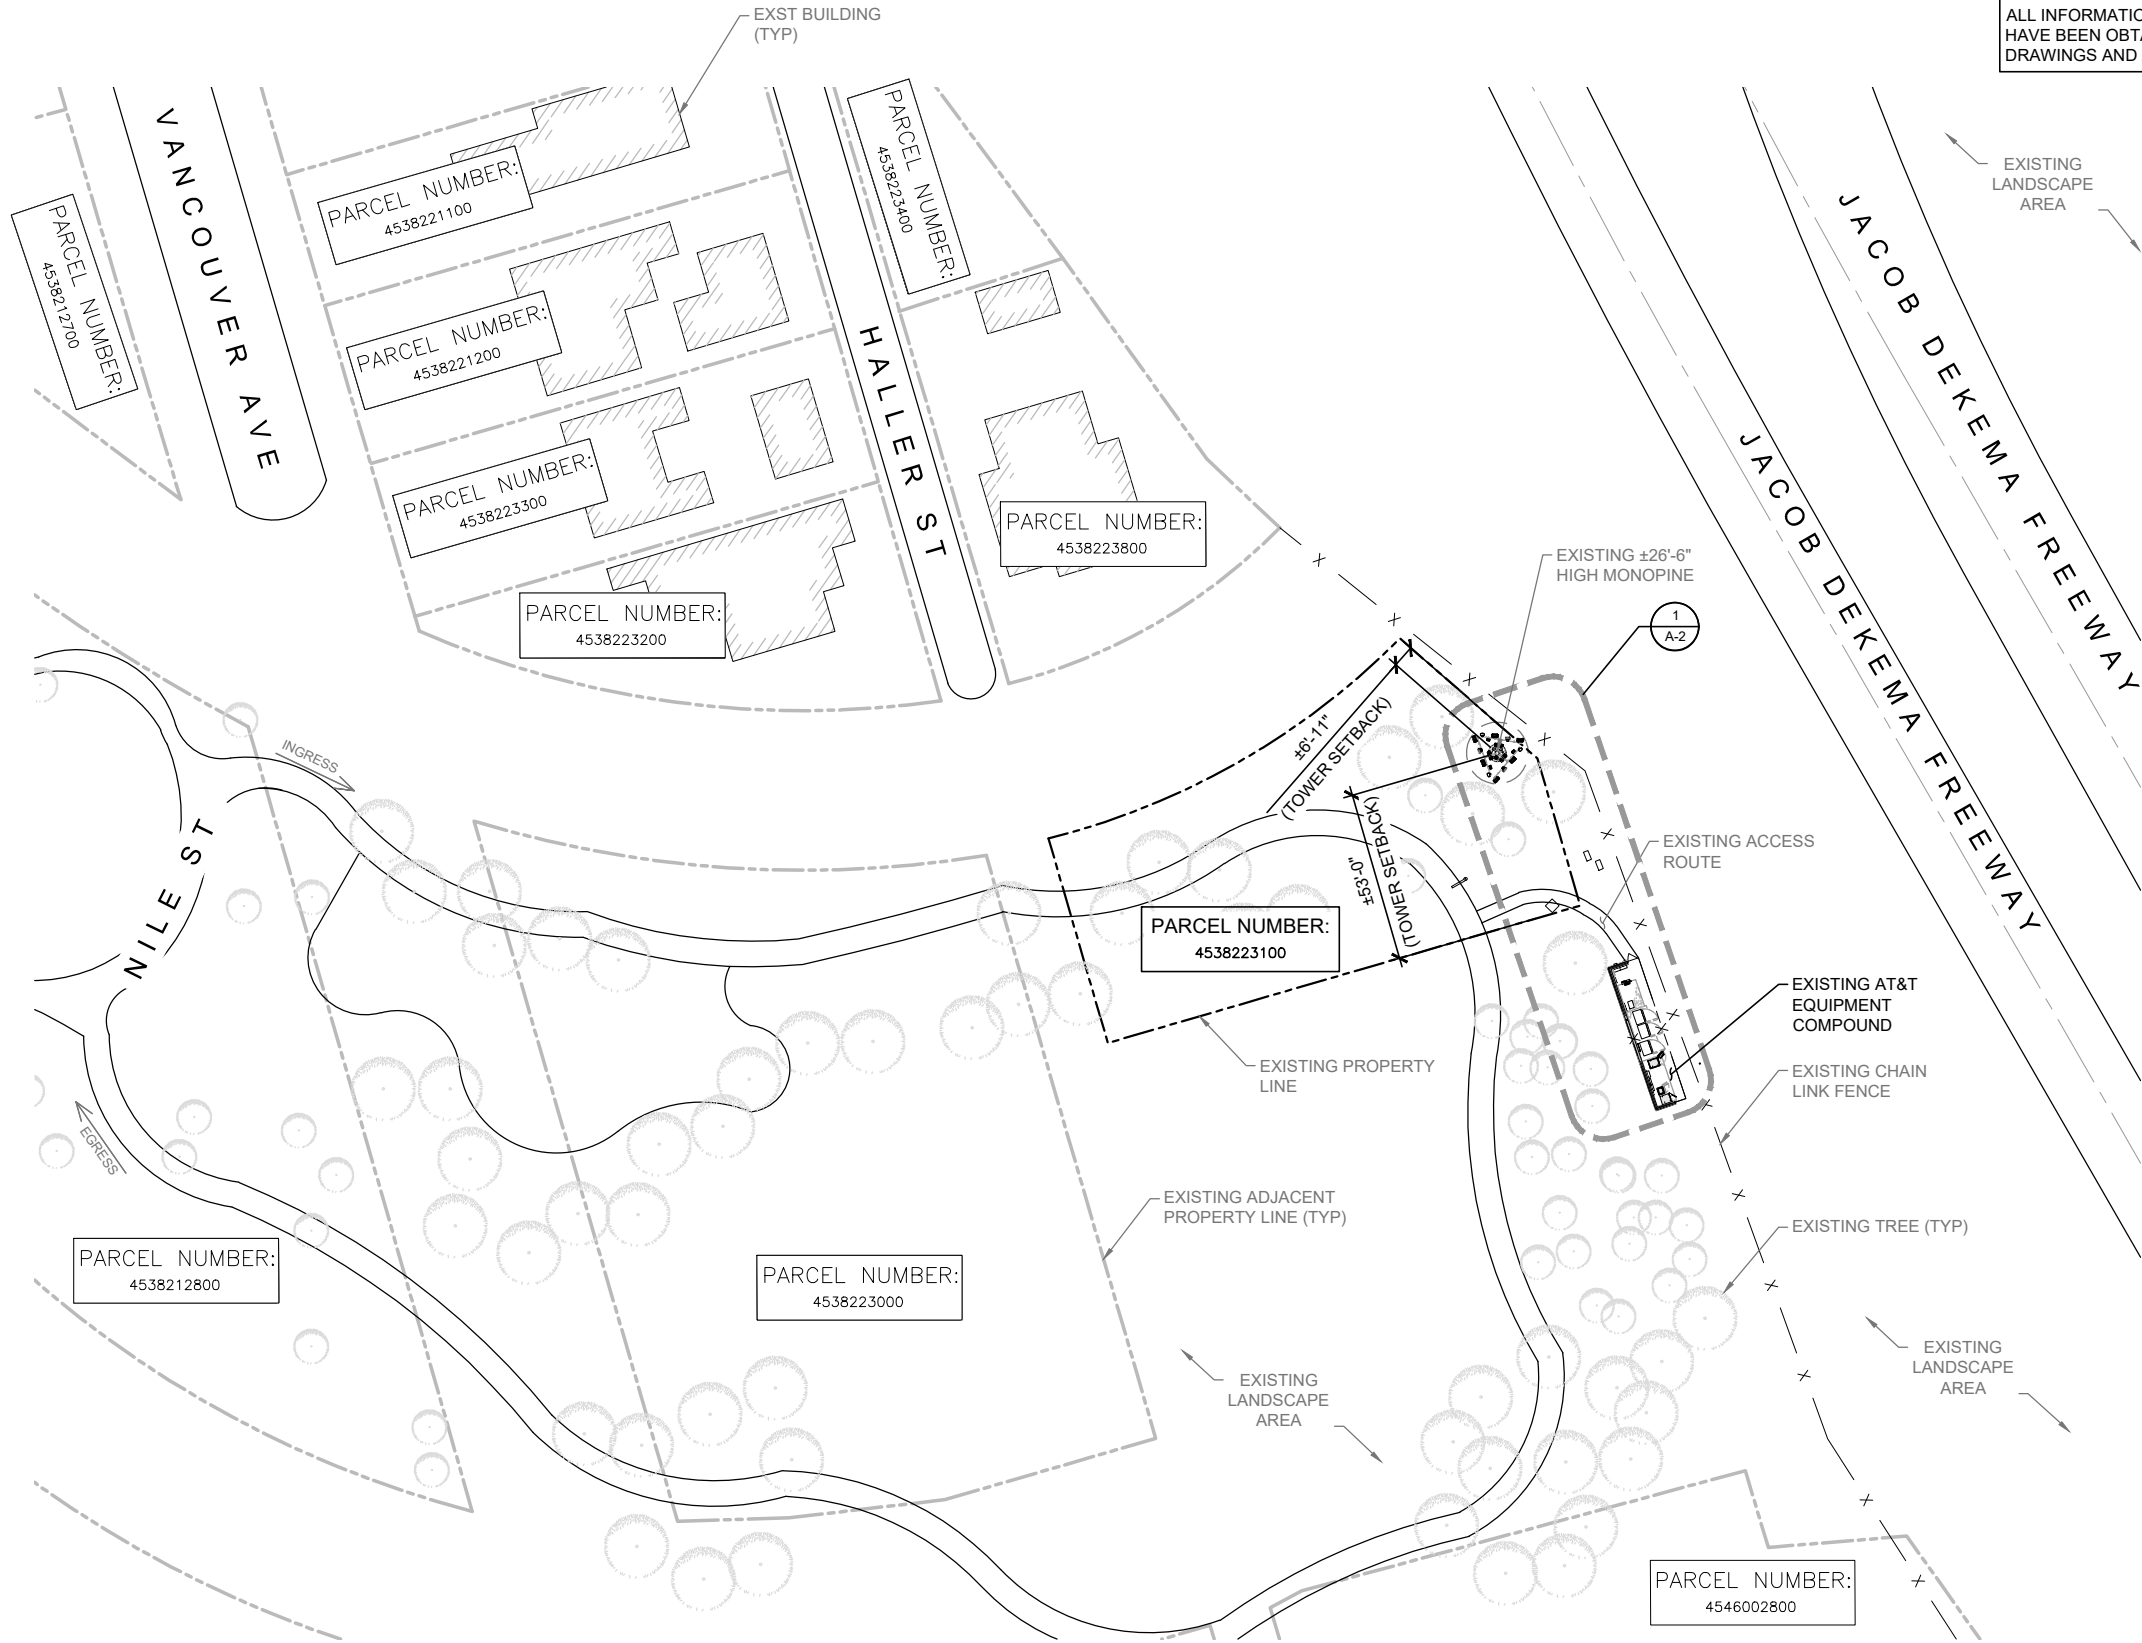 EXST BUILDING
(TYP)
ALL INFORMATIO
HAVE BEEN OBTA
DRAWINGS AND
VANCOUVER AVE
PARCEL NUMBER:
4538212700
PARCEL NUMBER:
4538221100
PARCEL NUMBER:
4538223400
EXISTING
LANDSCAPE
AREA
JACOB DEKEMA FREEWAY
JACOB DEKEMA FREEWAY
PARCEL NUMBER:
4538221200
HALLER ST
PARCEL NUMBER:
4538223300
PARCEL NUMBER:
4538223800
PARCEL NUMBER:
4538223200
EXISTING ±26'-6"
HIGH MONOPINE
1
A-2
INGRESS
±6'-11"
(TOWER SETBACK)
±53'-0"
(TOWER SETBACK)
EXISTING ACCESS
ROUTE
NILE ST
PARCEL NUMBER:
4538223100
EXISTING AT&T
EQUIPMENT
COMPOUND
EXISTING PROPERTY
LINE
EXISTING CHAIN
LINK FENCE
EGRESS
EXISTING ADJACENT
PROPERTY LINE (TYP)
EXISTING TREE (TYP)
PARCEL NUMBER:
4538212800
PARCEL NUMBER:
4538223000
EXISTING
LANDSCAPE
AREA
EXISTING
LANDSCAPE
AREA
PARCEL NUMBER:
4546002800